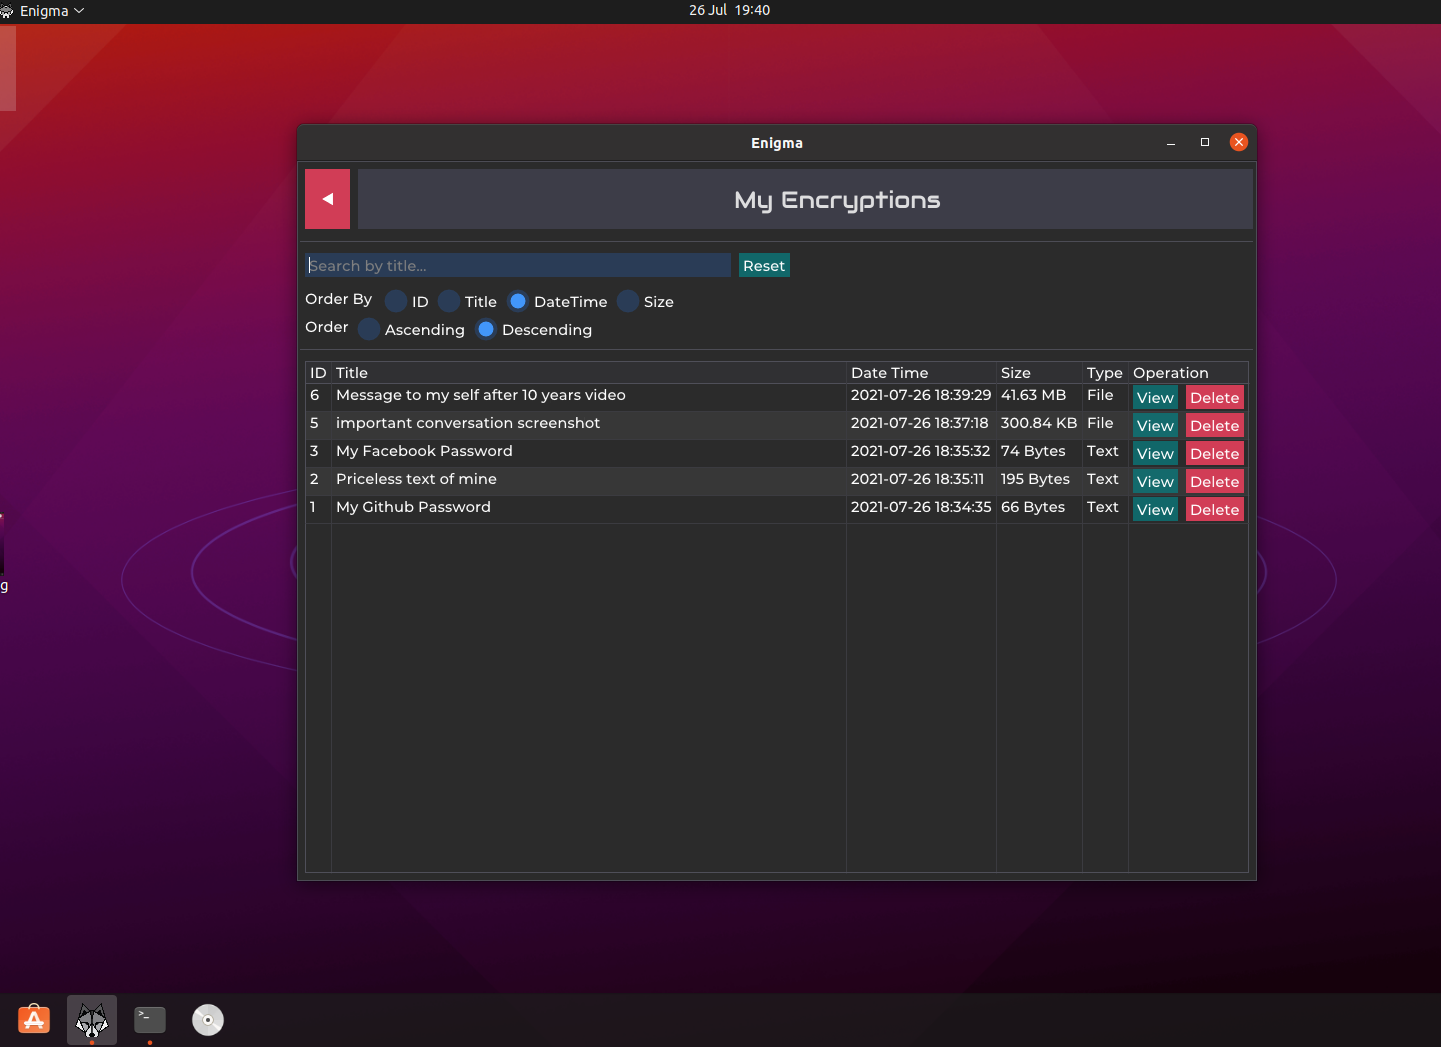 Enigma
26 Jul 19:40
Enigma
My Encryptions
Search by title...
Reset
Order By ID Title DateTime Size
Order Ascending Descending
ID Title Date Time Size Type Operation
6 Message to my self after 10 years video 2021-07-26 18:39:29 41.63 MB File View Delete
5 important conversation screenshot 2021-07-26 18:37:18 300.84 KB File View Delete
3 My Facebook Password 2021-07-26 18:35:32 74 Bytes Text View Delete
2 Priceless text of mine 2021-07-26 18:35:11 195 Bytes Text View Delete
1 My Github Password 2021-07-26 18:34:35 66 Bytes Text View Delete
g
>_